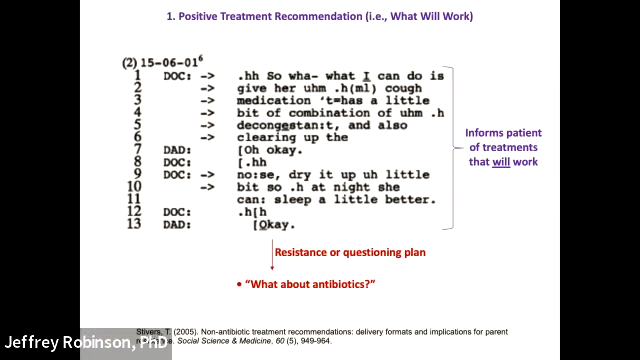 1. Positive Treatment Recommendation (i.e., What Will Work)
(2) 15-06-01⁶
1 DOC: -> .hh So wha- what I can do is
2 -> give her uhm .h(ml) cough
3 -> medication 't=has a little
4 -> bit of combination of uhm .h
5 -> decongestan:t, and also
6 -> clearing up the
7 DAD: [Oh okay.
8 DOC: [.hh
9 DOC: -> no:se, dry it up uh little
10 -> bit so .h at night she
11 can: sleep a little better.
12 DOC: .h[h
13 DAD: [Okay.
Informs patient
of treatments
that will work
Resistance or questioning plan
• "What about antibiotics?"
Stivers, T. (2005). Non-antibiotic treatment recommendations: delivery formats and implications for parent
Social Science & Medicine, 60 (5), 949-964.
Jeffrey Robinson, PhD